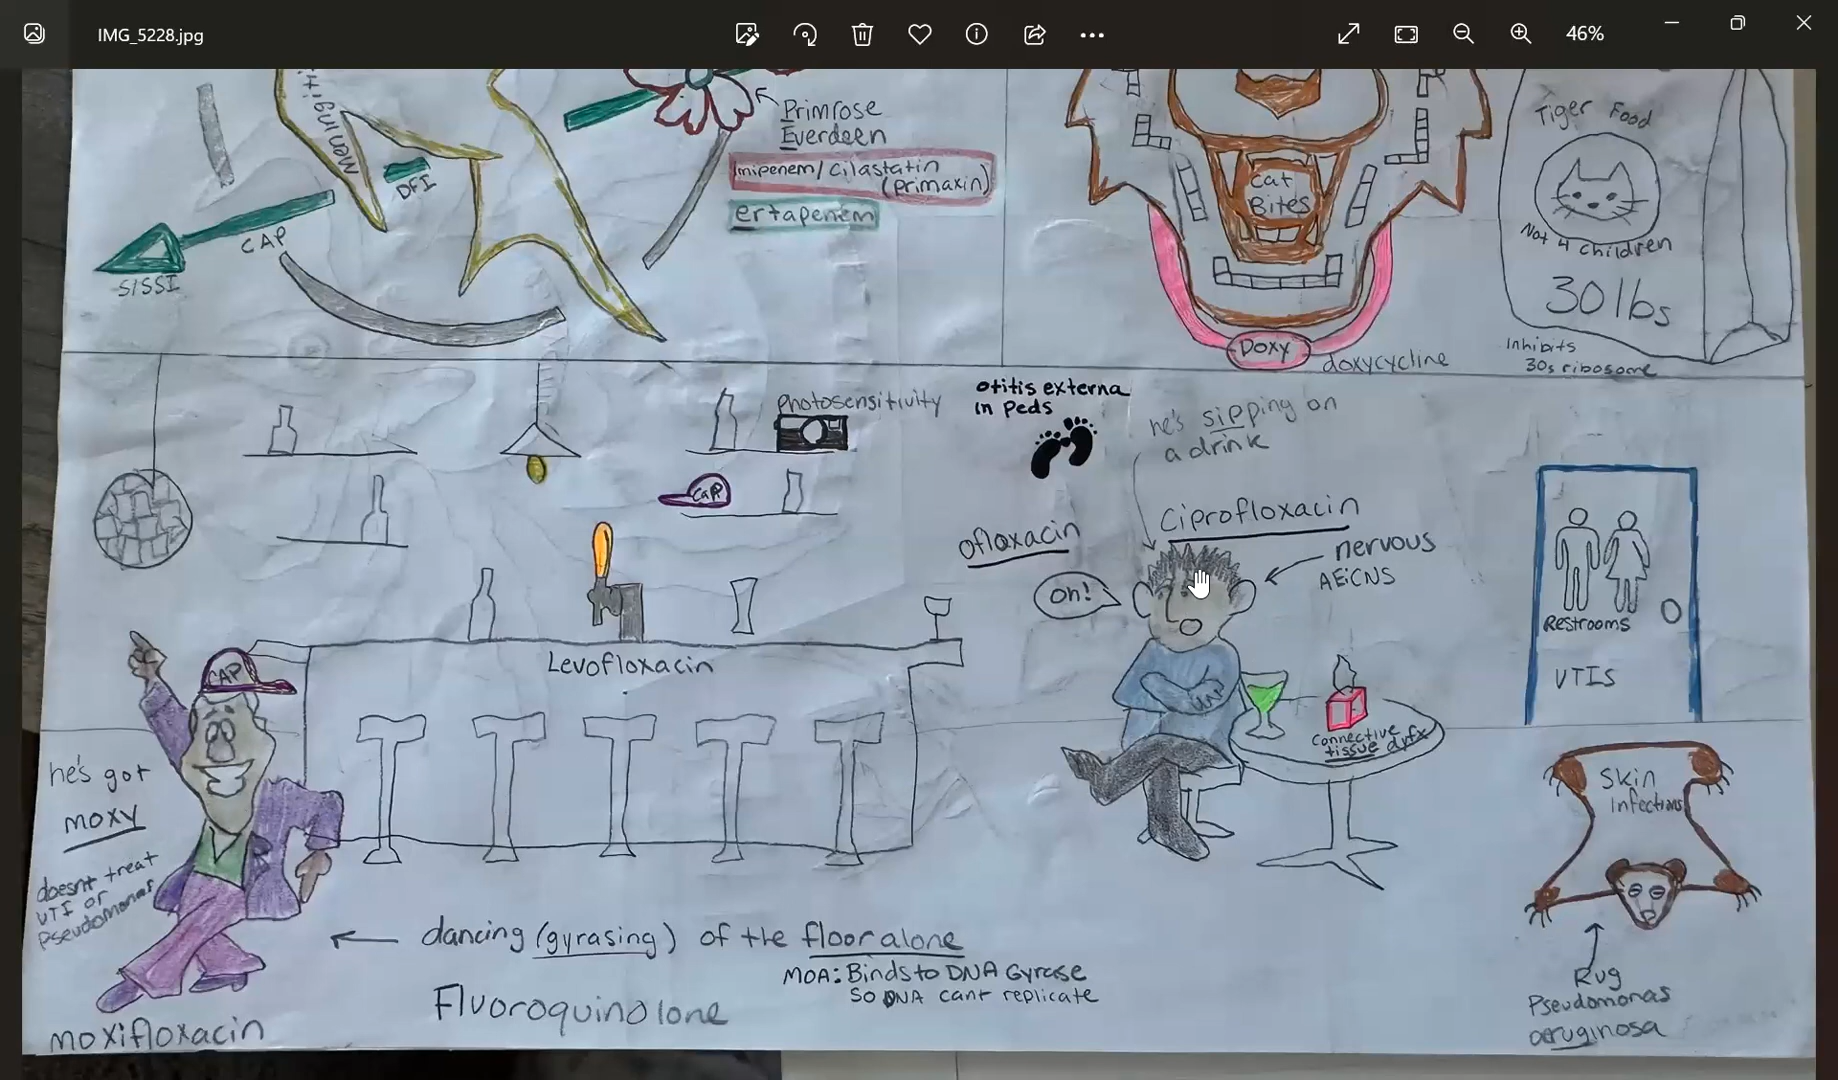 IMG_5228.jpg
46%
Meningiti
DFI
CAP
SISSI
Primrose
Everdeen
imipenem/cilastatin
(primaxin)
ertapenem
Cat
Bites
Doxy
doxycycline
Tiger Food
Not 4 children
30 lbs
Inhibits
30s ribosome
photosensitivity
CAP
otitis externa
in peds
he's sipping on
a drink
Ciprofloxacin
ofloxacin
oh!
nervous
AE:CNS
Restrooms
UTIS
Levofloxacin
CAP
connective
tissue dysfx
he's got
moxy
doesnt treat
UTI or
pseudomonas
Skin
infections
dancing (gyrasing) of the floor alone
MOA: Binds to DNA Gyrase
So DNA cant replicate
Fluoroquinolone
moxifloxacin
Rug
Pseudomonas
aeruginosa